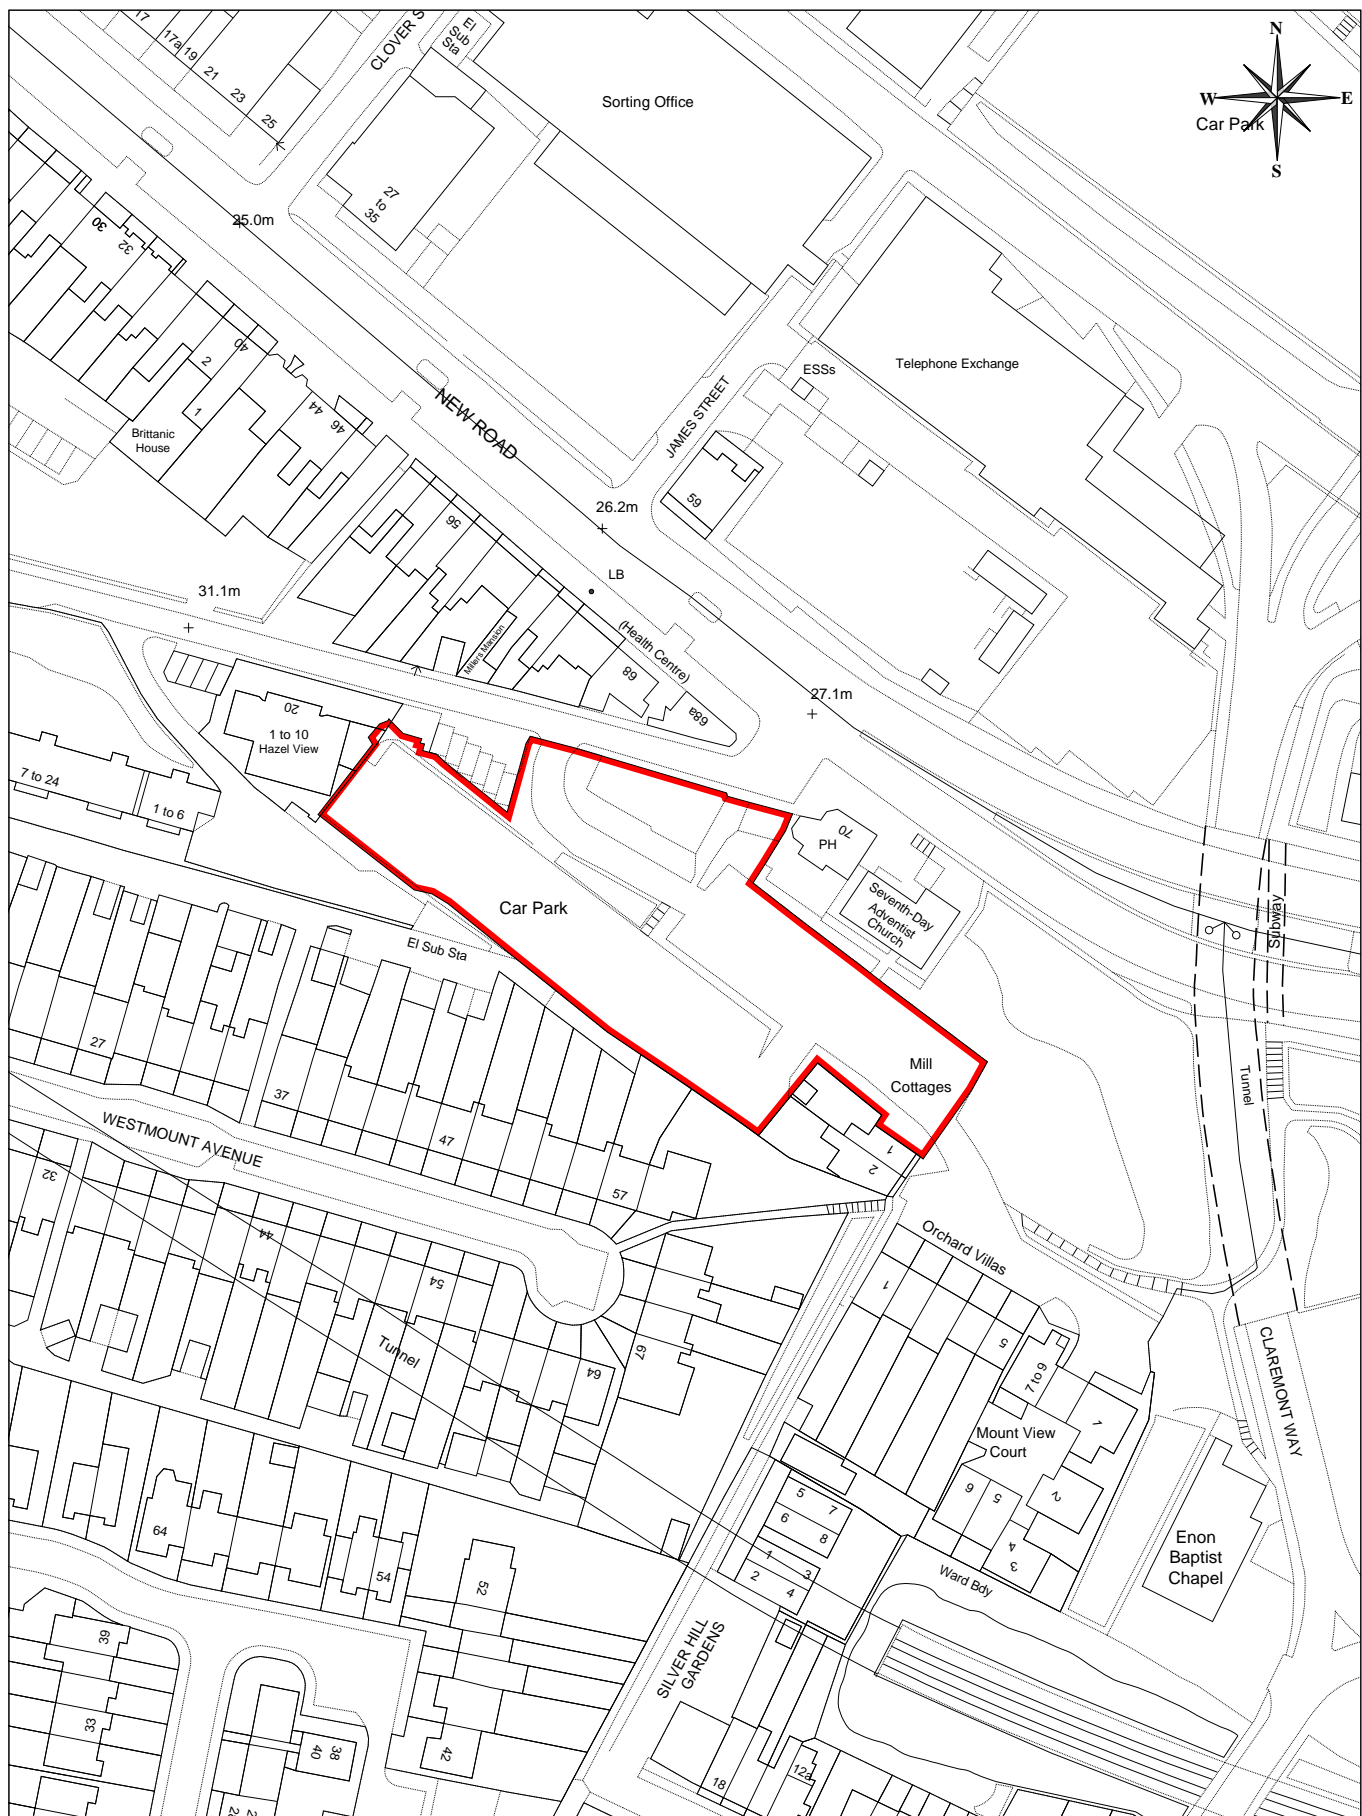 17
17a
19
21
23
25
CLOVER S
El
Sub
Sta
Sorting Office
N
W
E
S
Car Park
27
to
35
25.0m
30
32
40
2
1
44
46
Brittanic
House
NEW ROAD
JAMES STREET
ESSs
Telephone Exchange
59
26.2m
56
LB
31.1m
Millers Mansion
(Health Centre)
68
68a
27.1m
20
1 to 10
Hazel View
7 to 24
1 to 6
70
PH
Seventh-Day
Adventist
Church
Car Park
El Sub Sta
Subway
Tunnel
27
37
47
57
Mill
Cottages
1
2
WESTMOUNT AVENUE
32
44
54
64
67
Tunnel
Orchard Villas
1
5
7 to 9
Mount View
Court
1
2
6
5
4
3
CLAREMONT WAY
Enon
Baptist
Chapel
Ward Bdy
5
7
6
8
1
3
2
4
SILVER HILL
GARDENS
64
54
52
39
33
40
38
42
18
12a